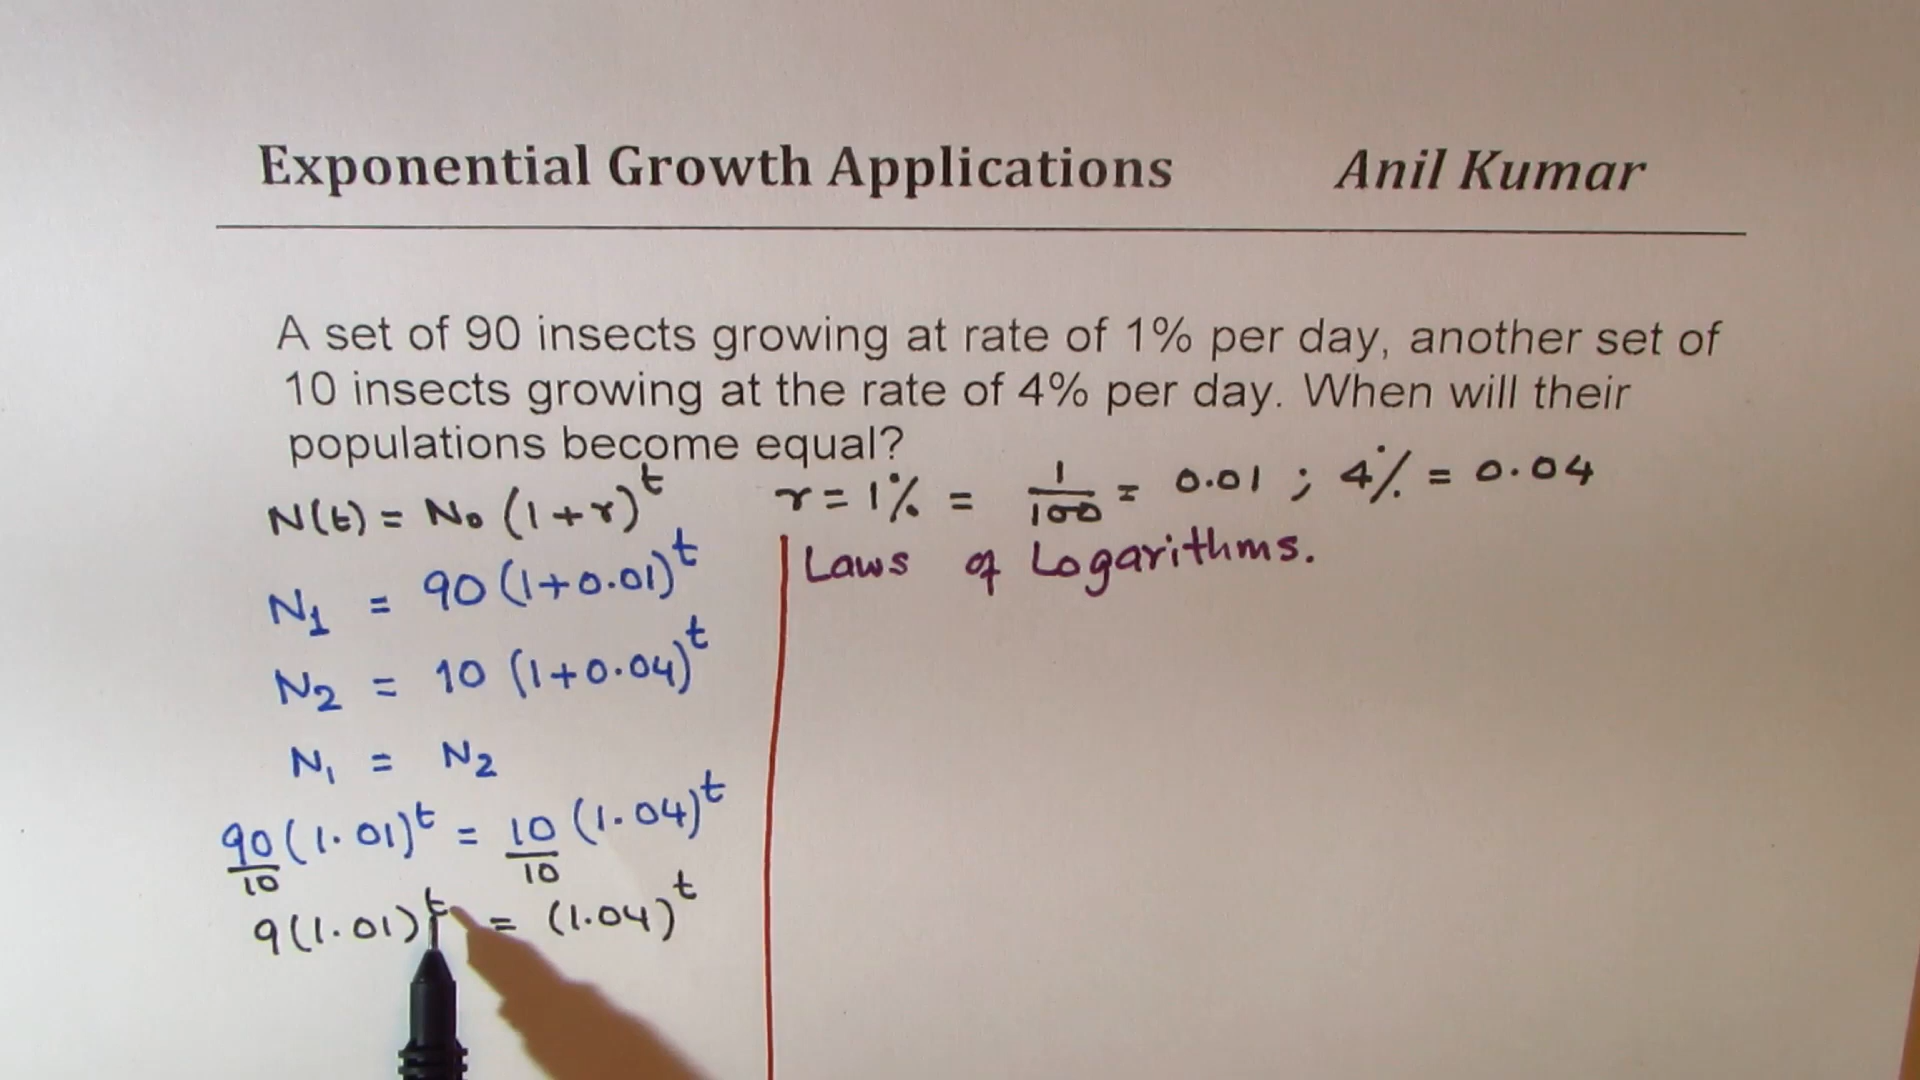 Exponential Growth Applications Anil Kumar
A set of 90 insects growing at rate of 1% per day, another set of
10 insects growing at the rate of 4% per day. When will their
populations become equal?
N(t) = N₀ (1+r)^t
r = 1% = 1/100 = 0.01 ; 4% = 0.04
N₁ = 90 (1+0.01)^t
Laws of Logarithms.
N₂ = 10 (1+0.04)^t
N₁ = N₂
90/10 (1.01)^t = 10/10 (1.04)^t
9(1.01)^t = (1.04)^t